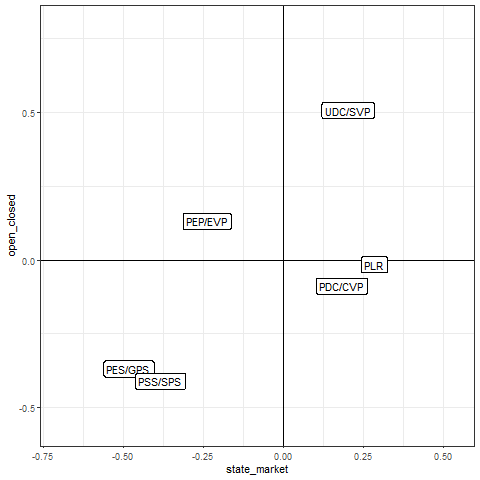 UDC/SVP
0.5
PEP/EVP
open_closed
0.0
PLR
PDC/CVP
PES/GPS
PSS/SPS
-0.5
-0.75
-0.50
-0.25
0.00
0.25
0.50
state_market